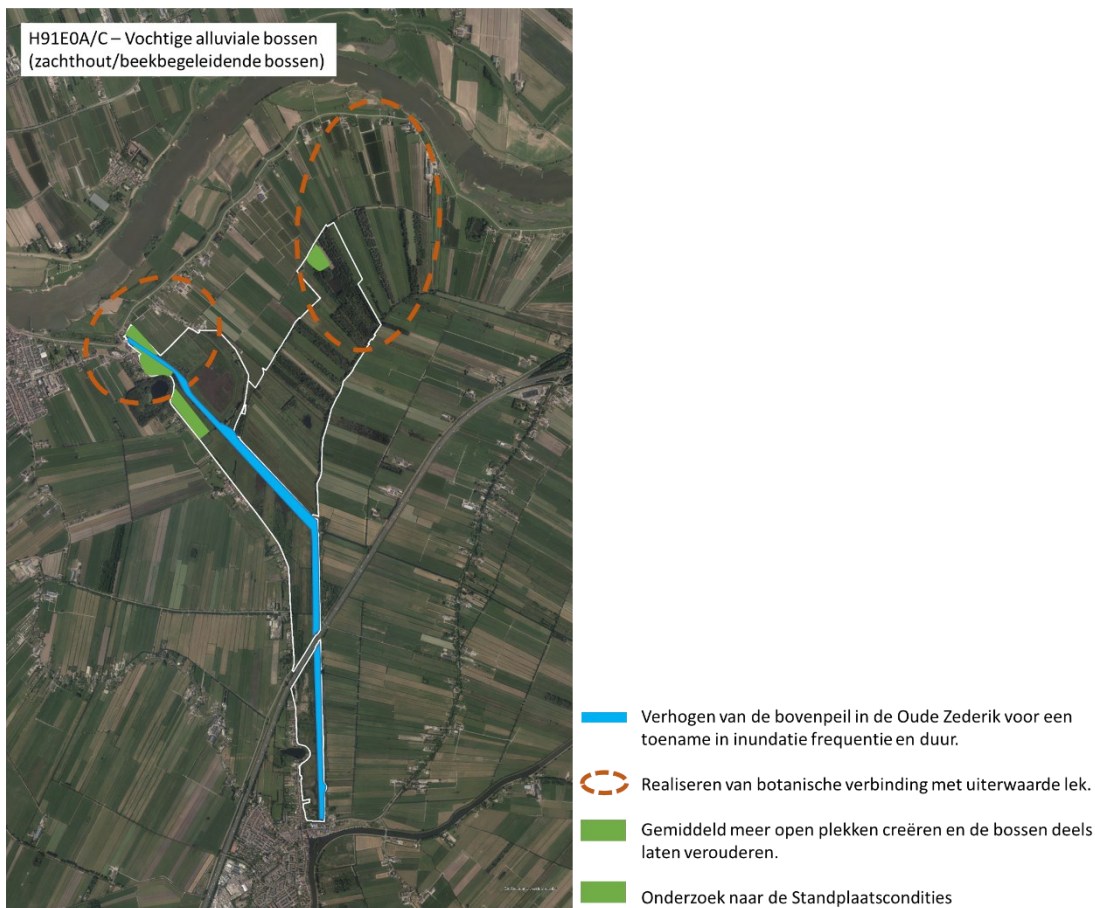 H91E0A/C – Vochtige alluviale bossen
(zachthout/beekbegeleidende bossen)
Verhogen van de bovenpeil in de Oude Zederik voor een
toename in inundatie frequentie en duur.
Realiseren van botanische verbinding met uiterwaarde lek.
Gemiddeld meer open plekken creëren en de bossen deels
laten verouderen.
Onderzoek naar de Standplaatscondities